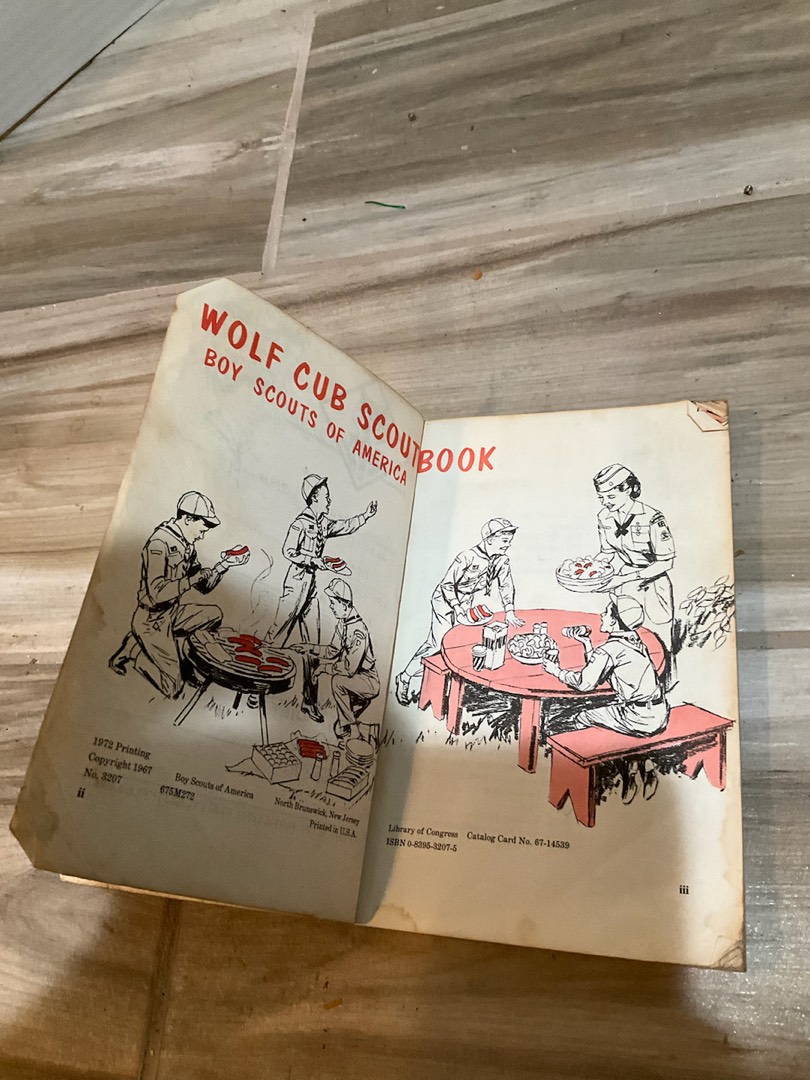 WOLF CUB SCOUT BOOK
BOY SCOUTS OF AMERICA
1972 Printing
Copyright 1967 Boy Scouts of America North Brunswick, New Jersey
No. 3207 675M272 Printed in U.S.A.
ii
Library of Congress Catalog Card No. 67-14539
ISBN 0-8395-3207-5
iii